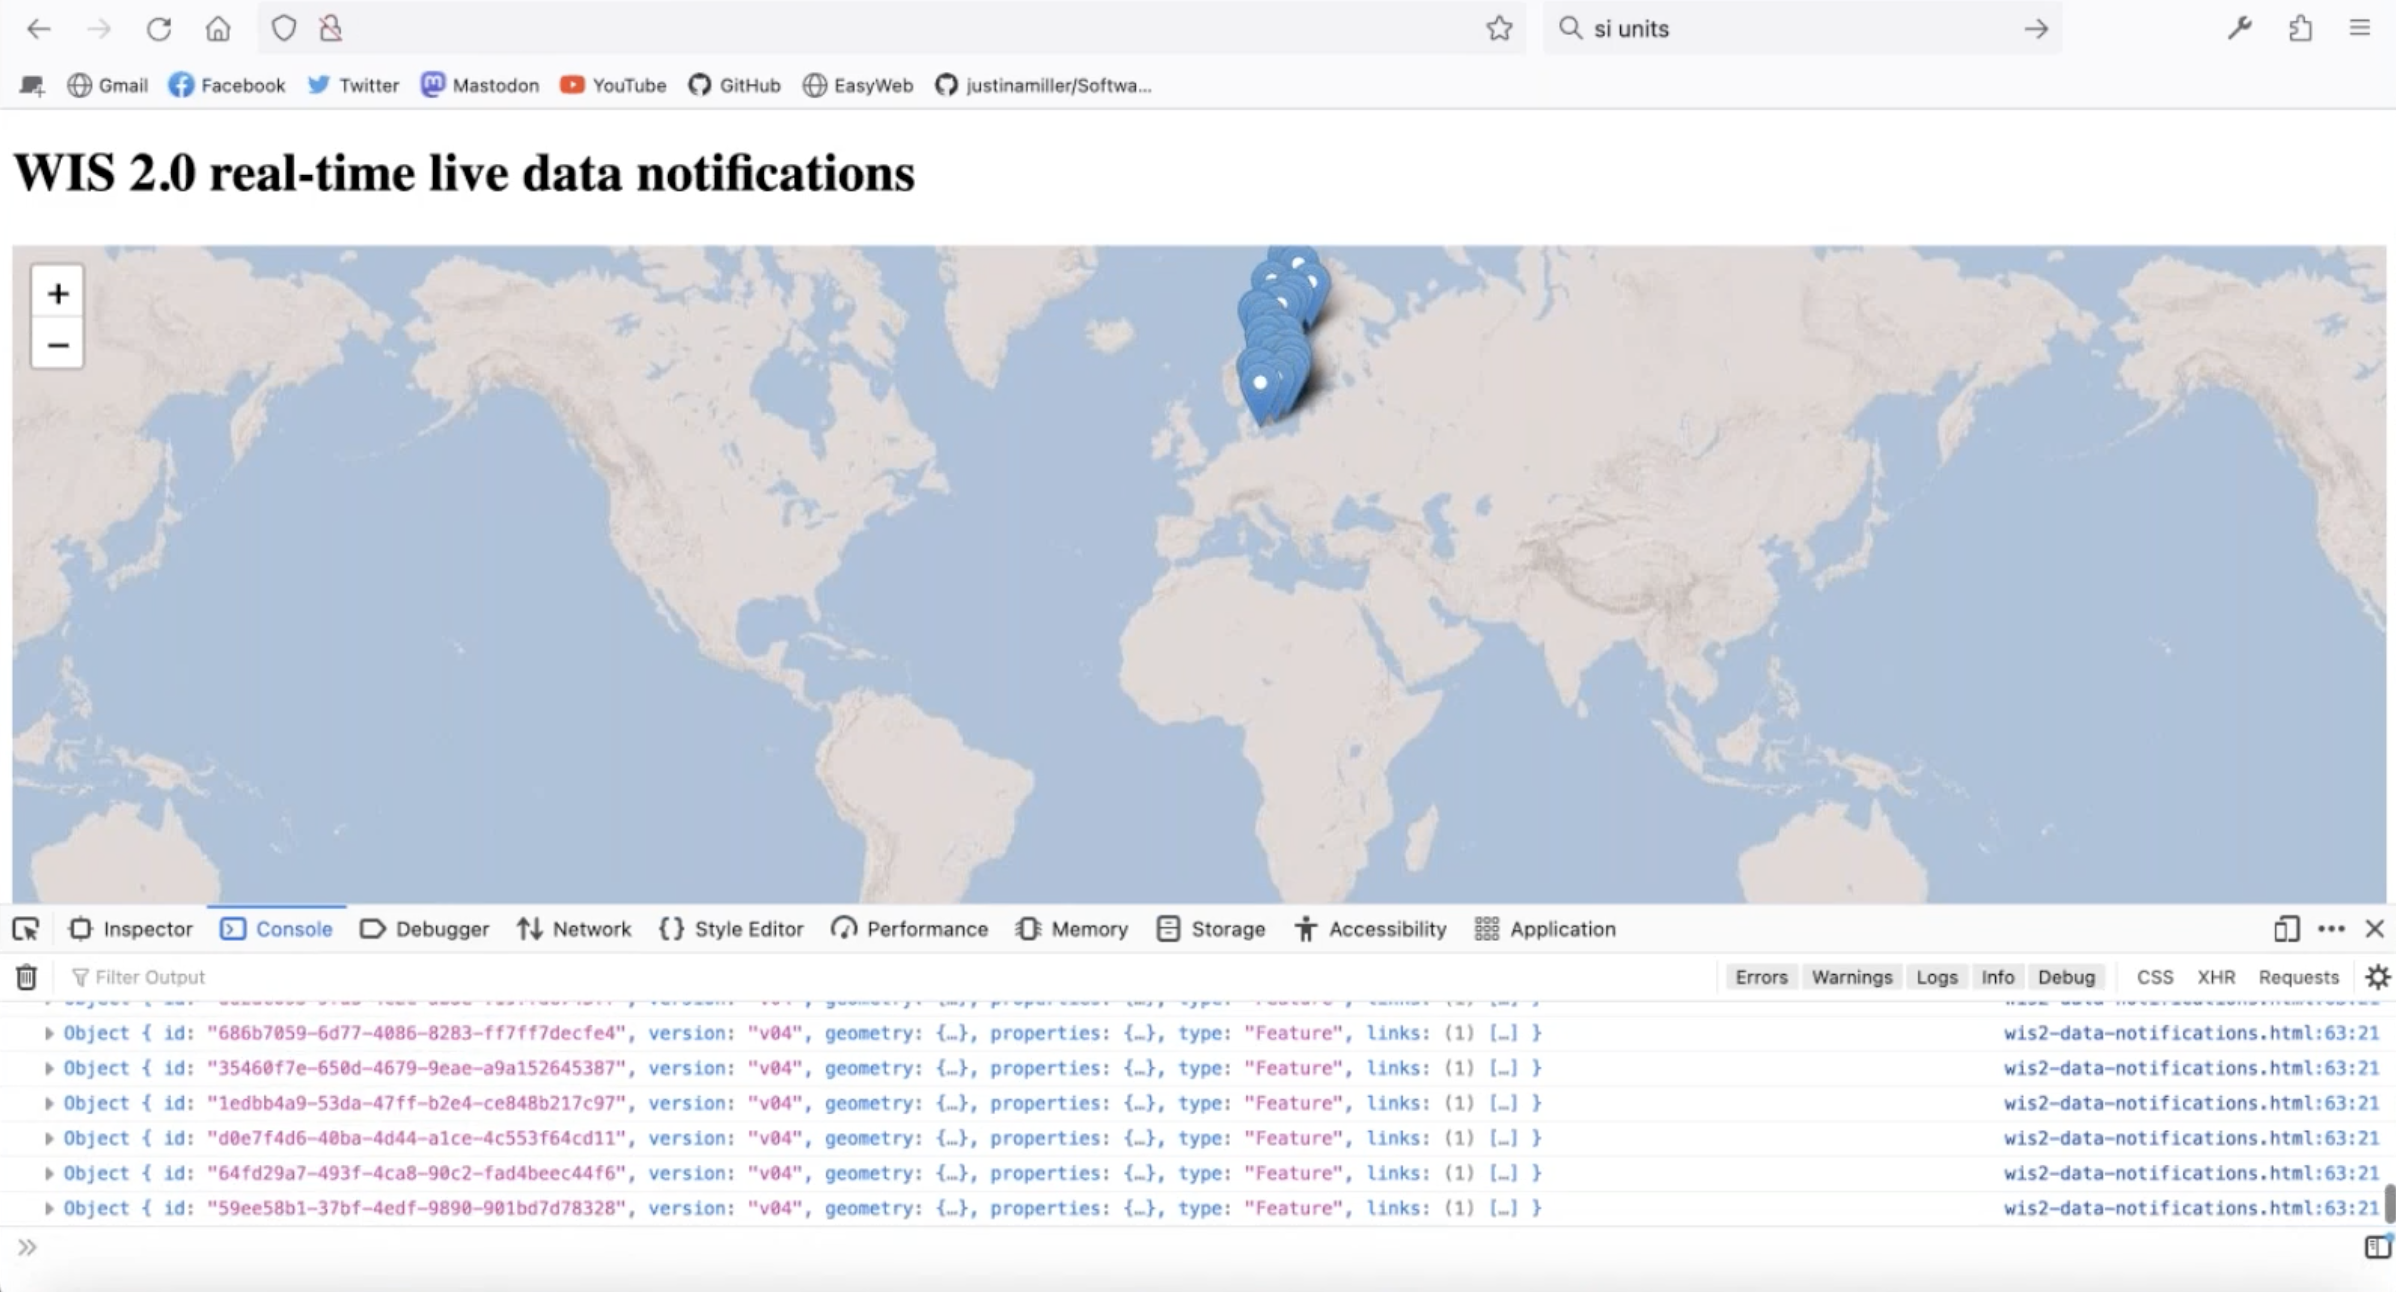 si units
Gmail Facebook Twitter Mastodon YouTube GitHub EasyWeb justinamiller/Softwa...
WIS 2.0 real-time live data notifications
+
−
Inspector Console Debugger Network Style Editor Performance Memory Storage Accessibility Application
Filter Output Errors Warnings Logs Info Debug CSS XHR Requests
Object { id: "686b7059-6d77-4086-8283-ff7ff7decfe4", version: "v04", geometry: {…}, properties: {…}, type: "Feature", links: (1) […] } wis2-data-notifications.html:63:21
Object { id: "35460f7e-650d-4679-9eae-a9a152645387", version: "v04", geometry: {…}, properties: {…}, type: "Feature", links: (1) […] } wis2-data-notifications.html:63:21
Object { id: "1edbb4a9-53da-47ff-b2e4-ce848b217c97", version: "v04", geometry: {…}, properties: {…}, type: "Feature", links: (1) […] } wis2-data-notifications.html:63:21
Object { id: "d0e7f4d6-40ba-4d44-a1ce-4c553f64cd11", version: "v04", geometry: {…}, properties: {…}, type: "Feature", links: (1) […] } wis2-data-notifications.html:63:21
Object { id: "64fd29a7-493f-4ca8-90c2-fad4beec44f6", version: "v04", geometry: {…}, properties: {…}, type: "Feature", links: (1) […] } wis2-data-notifications.html:63:21
Object { id: "59ee58b1-37bf-4edf-9890-901bd7d78328", version: "v04", geometry: {…}, properties: {…}, type: "Feature", links: (1) […] } wis2-data-notifications.html:63:21